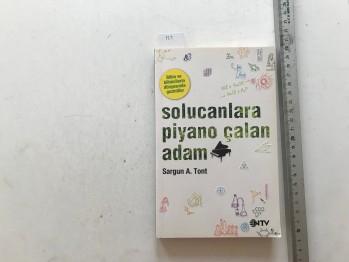 Bilim ve
bilimcilerin
dünyasında
gezintiler
solucanlara
piyano çalan
adam
Sargun A. Tont
NTV